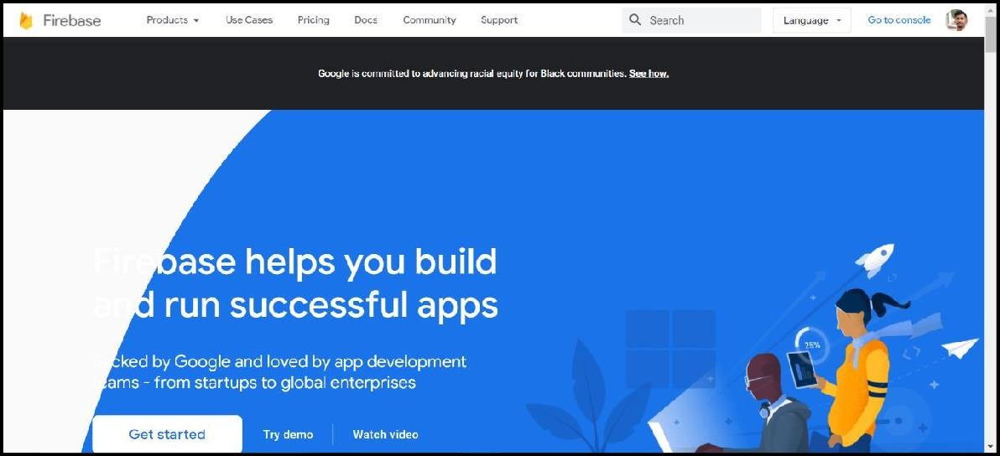 Firebase Products Use Cases Pricing Docs Community Support Search Language Go to console
Google is committed to advancing racial equity for Black communities. See how.
Firebase helps you build
and run successful apps
Backed by Google and loved by app development
teams - from startups to global enterprises
25%
Get started Try demo Watch video